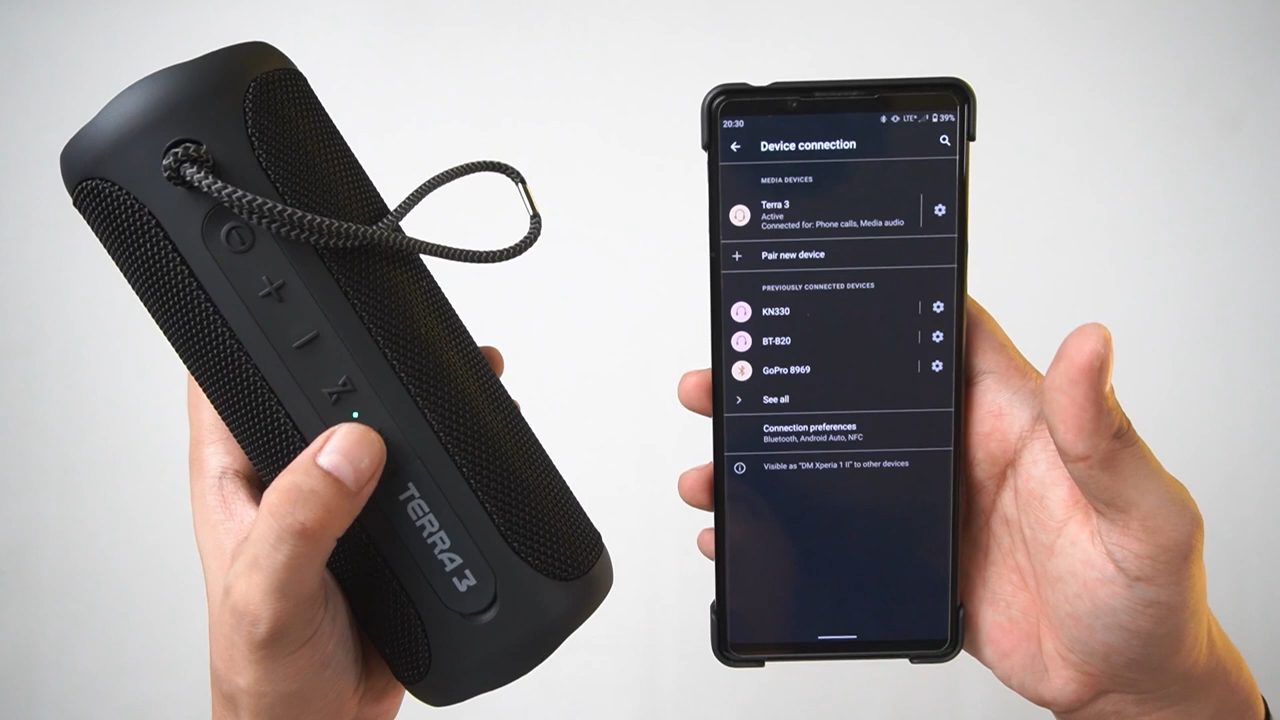 TERRA 3
20:30
LTE+
39%
Device connection
MEDIA DEVICES
Terra 3
Active
Connected for: Phone calls, Media audio
Pair new device
PREVIOUSLY CONNECTED DEVICES
KN330
BT-B20
GoPro 8969
See all
Connection preferences
Bluetooth, Android Auto, NFC
Visible as "DM Xperia 1 II" to other devices